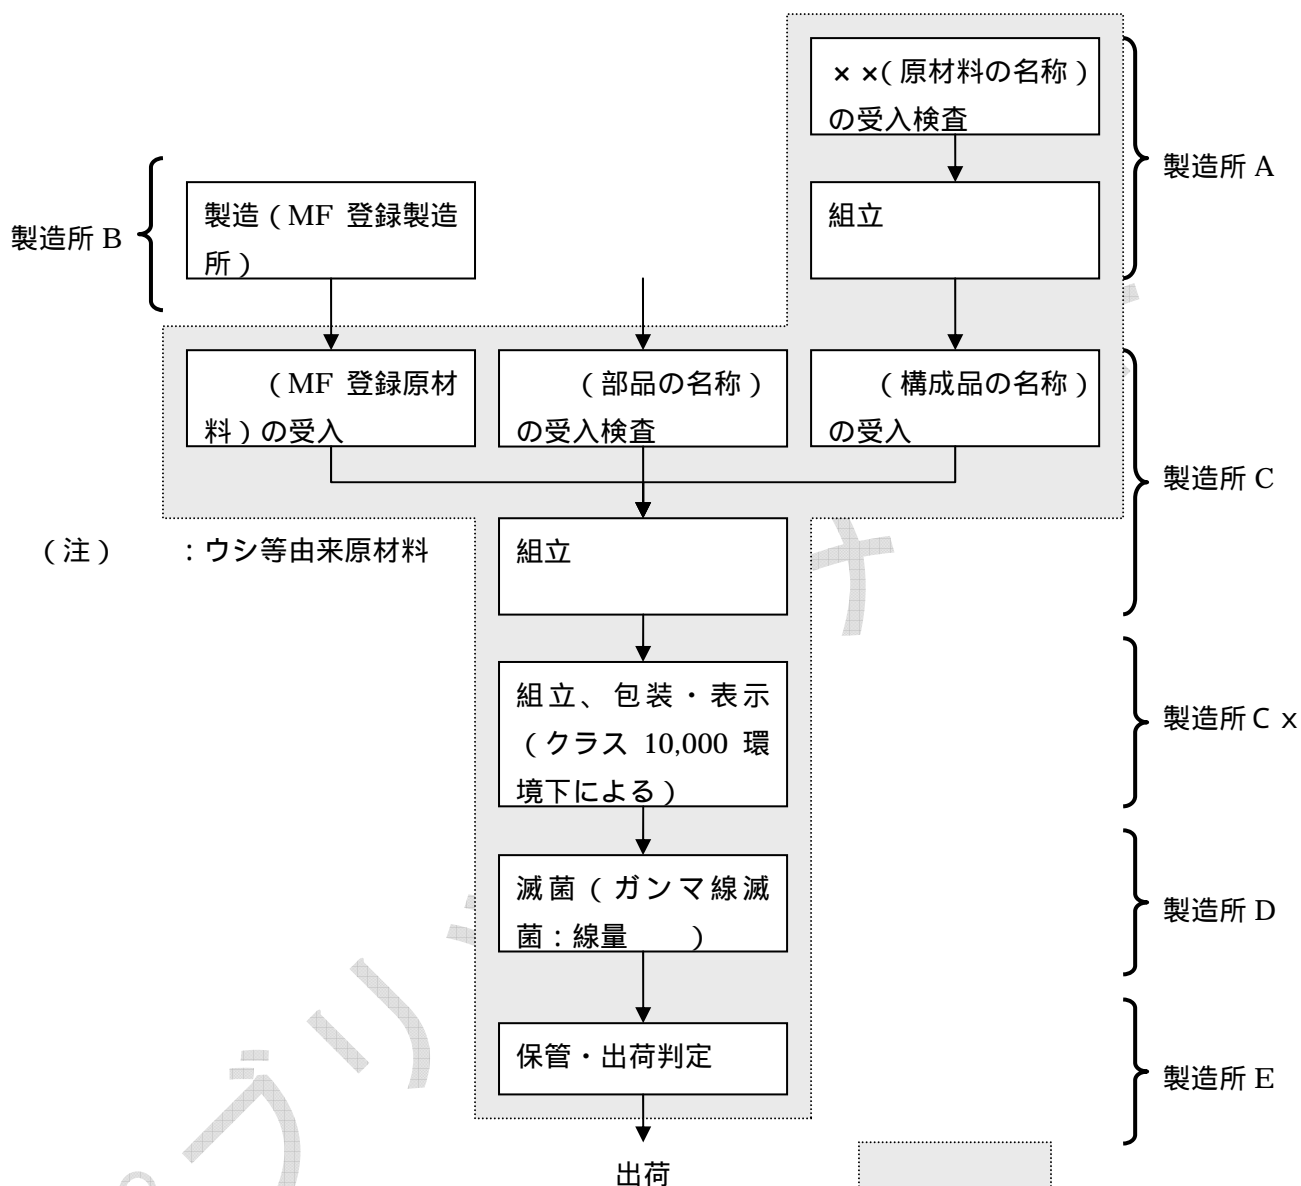 ××(原材料の名称)
の受入検査
製造所 A
製造(MF 登録製造
所)
組立
製造所 B
(MF 登録原材
料)の受入
(部品の名称)
の受入検査
(構成品の名称)
の受入
製造所 C
(注) :ウシ等由来原材料
組立
組立、包装・表示
(クラス 10,000 環
境下による)
製造所C x
滅菌(ガンマ線滅
菌:線量 )
製造所 D
保管・出荷判定
製造所 E
出荷